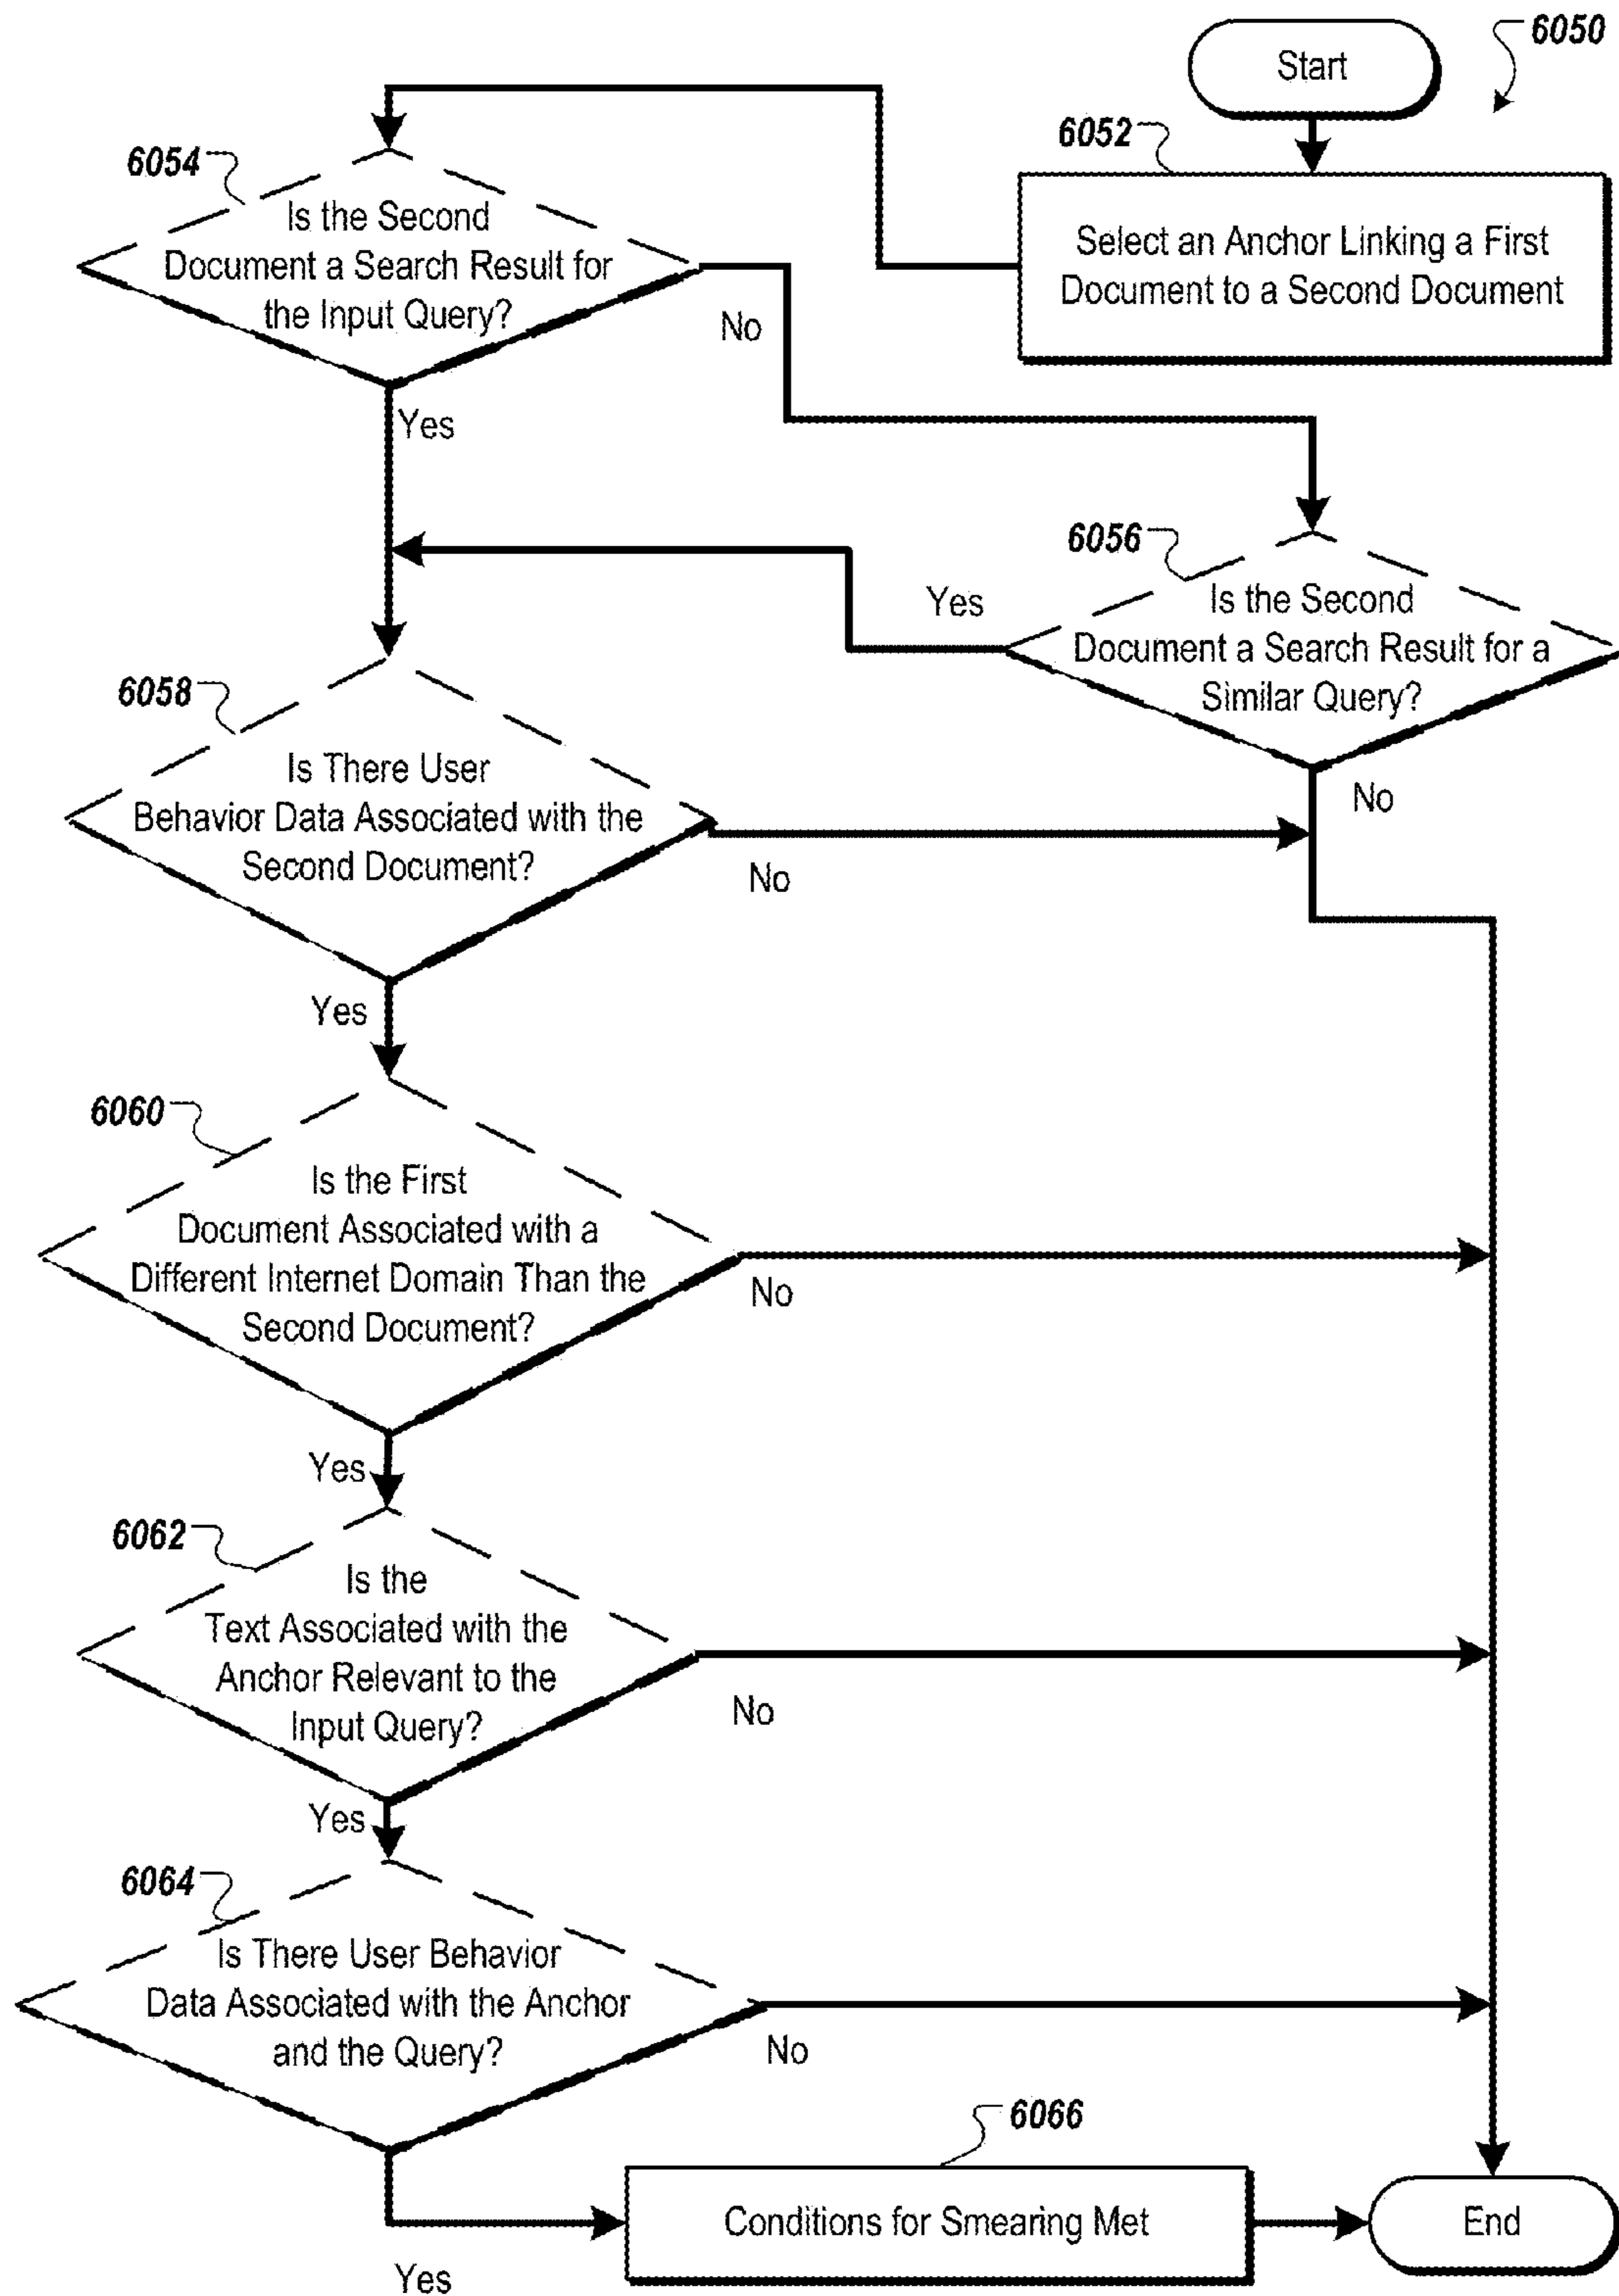 Start
6050
6052
Select an Anchor Linking a First
Document to a Second Document
6054
Is the Second
Document a Search Result for
the Input Query?
No
Yes
6056
Is the Second
Document a Search Result for a
Similar Query?
Yes
No
6058
Is There User
Behavior Data Associated with the
Second Document?
No
Yes
6060
Is the First
Document Associated with a
Different Internet Domain Than the
Second Document?
No
Yes
6062
Is the
Text Associated with the
Anchor Relevant to the
Input Query?
No
Yes
6064
Is There User Behavior
Data Associated with the Anchor
and the Query?
No
Yes
6066
Conditions for Smearing Met
End